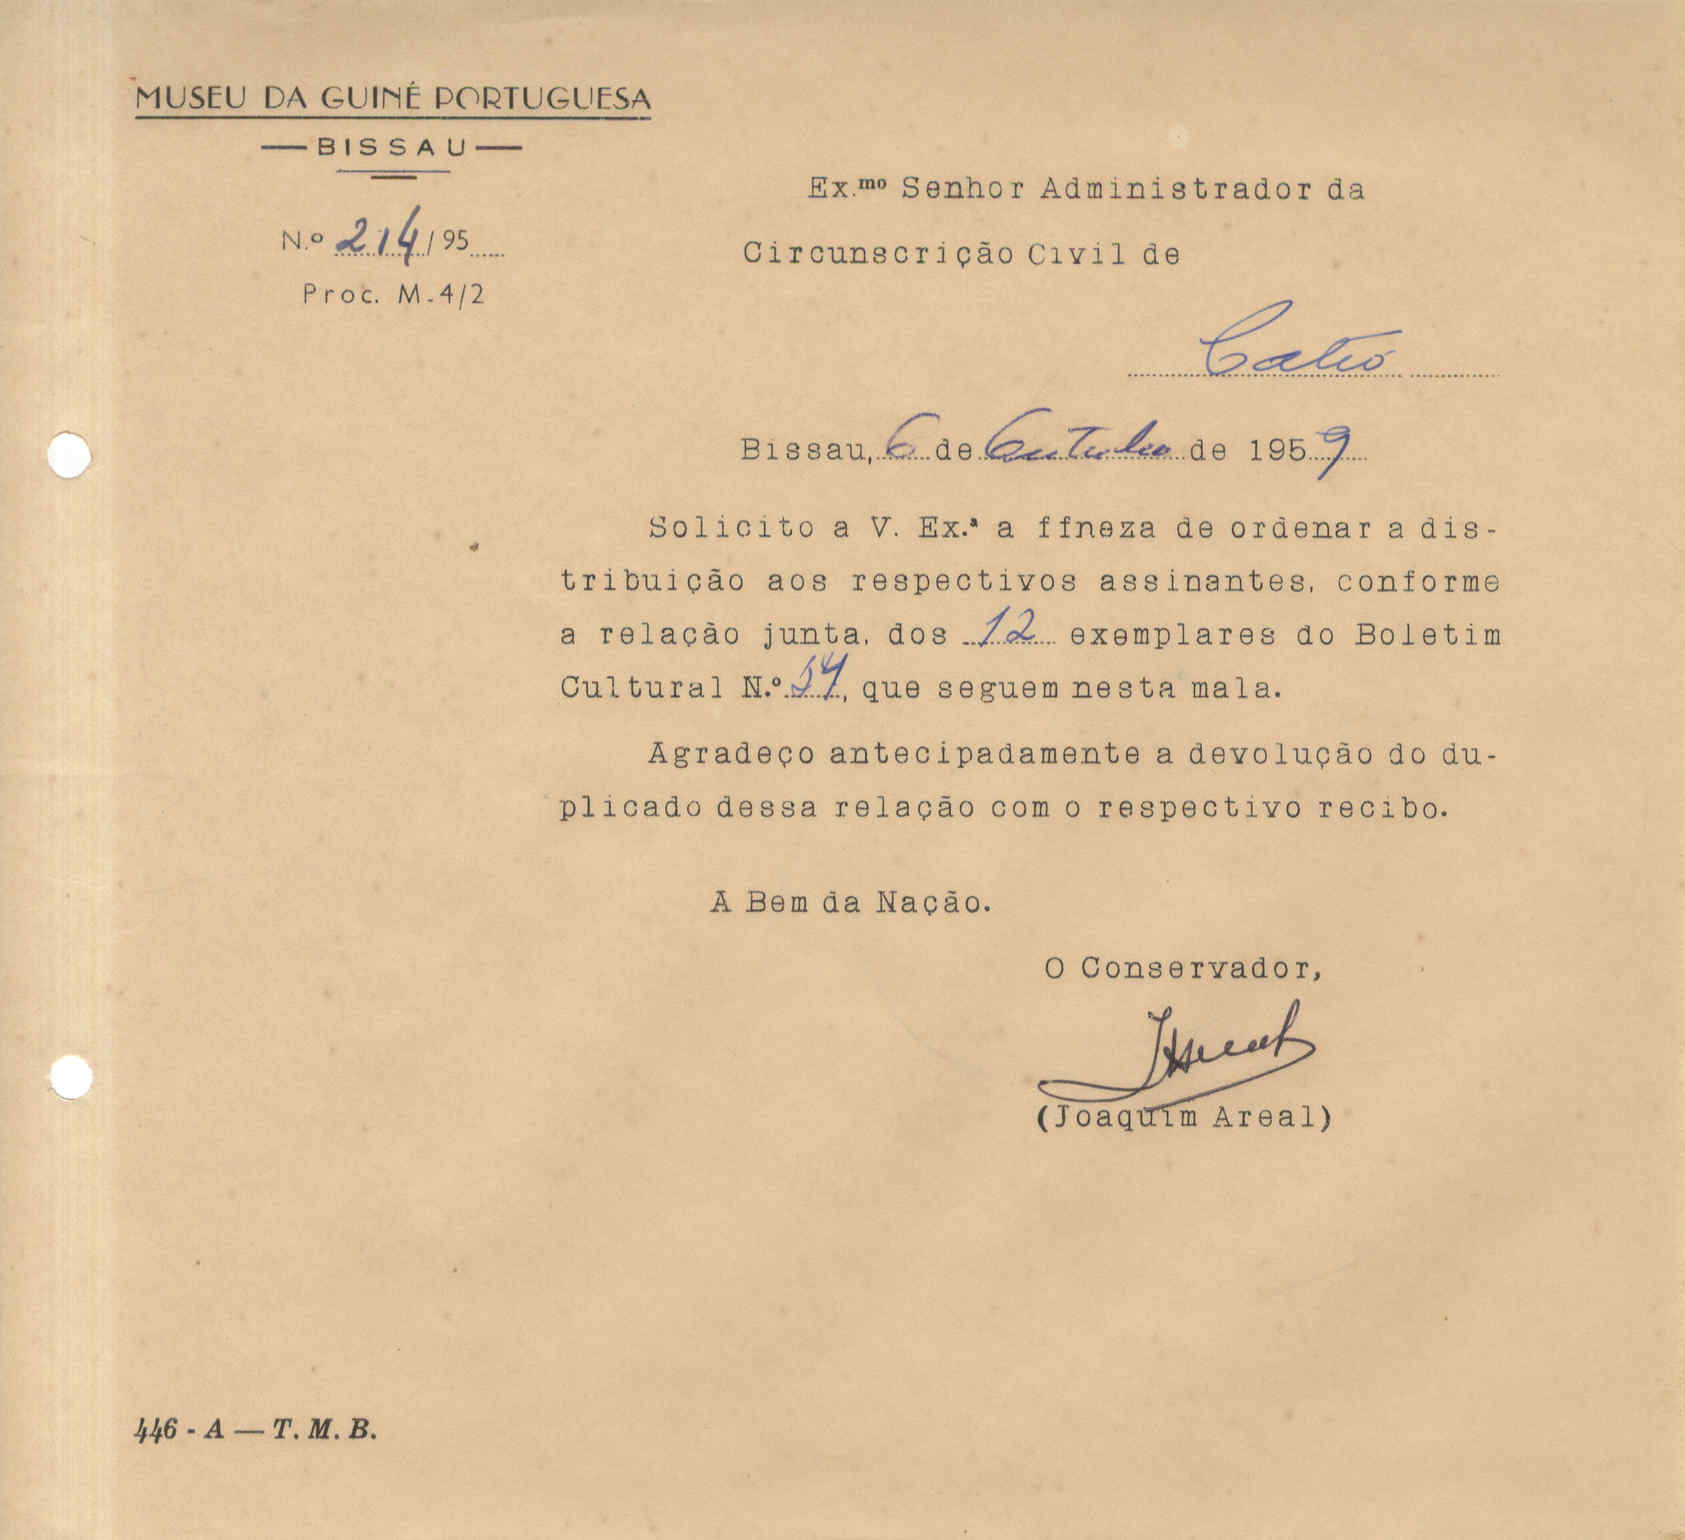 MUSEU DA GUINÉ PORTUGUESA
— BISSAU —
N.º 214/95
Proc. M-4/2
Ex.mo Senhor Administrador da
Circunscrição Civil de
Catió
Bissau, 6 de Outubro de 1959
Solicito a V. Ex.ª a ffneza de ordenar a dis-
tribuição aos respectivos assinantes, conforme
a relação junta, dos 12 exemplares do Boletim
Cultural N.º 54, que seguem nesta mala.
Agradeço antecipadamente a devolução do du-
plicado dessa relação com o respectivo recibo.
A Bem da Nação.
O Conservador,
(Joaquim Areal)
446 - A — T. M. B.